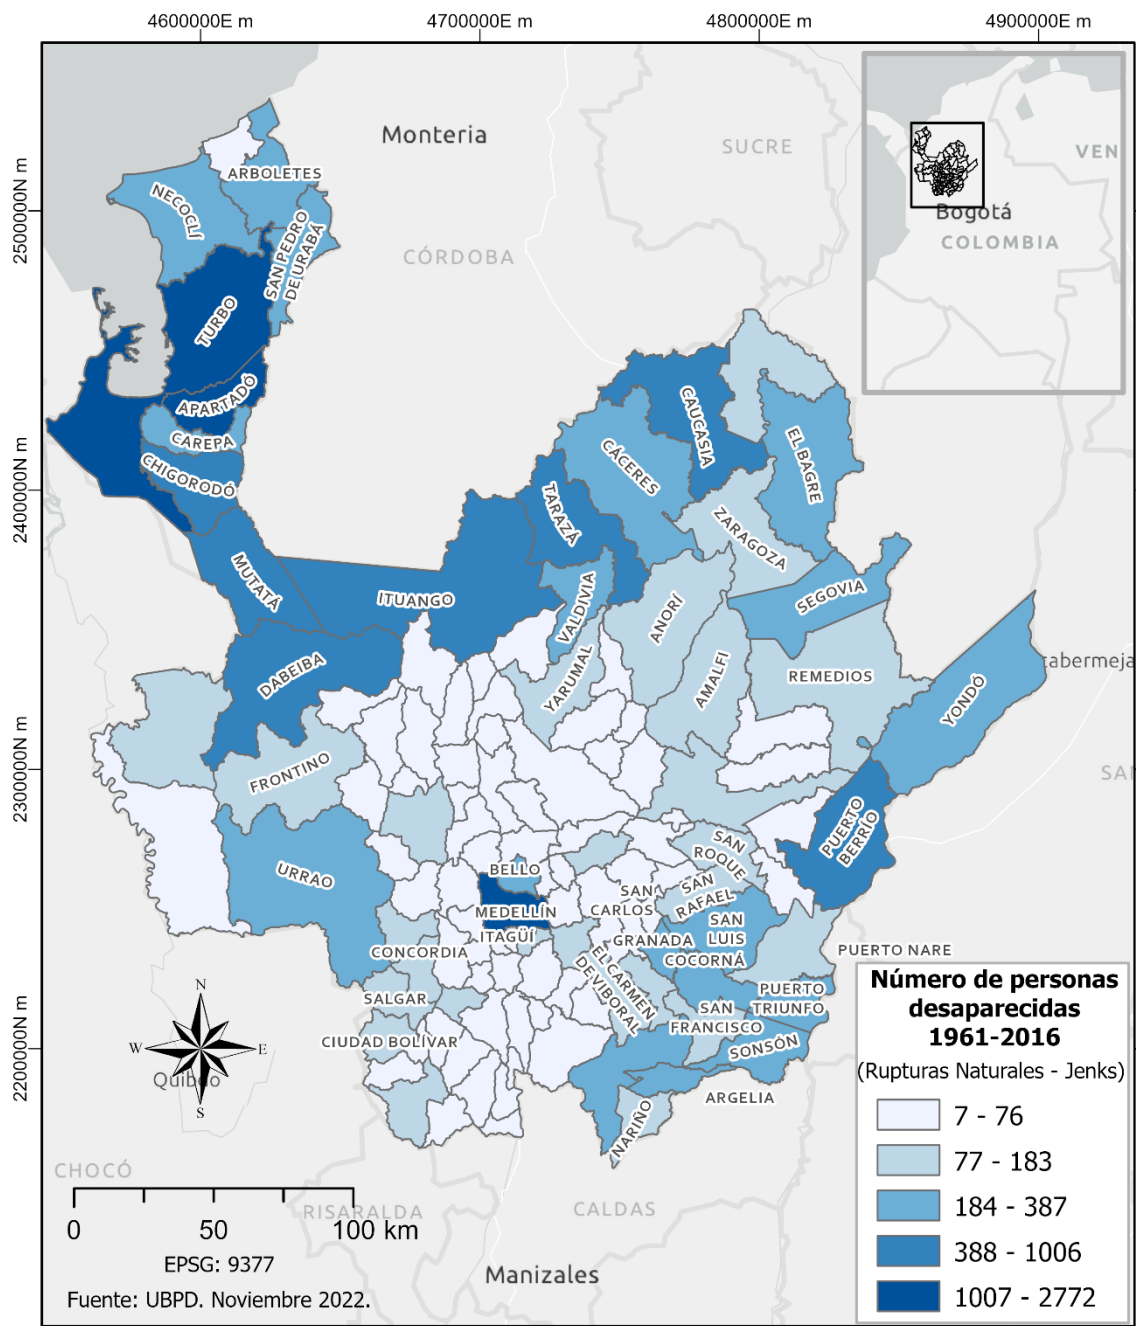 4600000E m
4700000E m
4800000E m
4900000E m
2500000N m
2400000N m
2300000N m
2200000N m
Monteria
SUCRE
VEN
Bogotá
COLOMBIA
CÓRDOBA
ARBOLETES
NECOCLÍ
SAN PEDRO
DE URABÁ
TURBO
APARTADÓ
CAREPA
CHIGORODÓ
CAUCASIA
CÁCERES
EL BAGRE
TARAZÁ
ZARAGOZA
MUTATÁ
ITUANGO
VALDIVIA
SEGOVIA
ANORÍ
DABEIBA
YARUMAL
AMALFI
REMEDIOS
cabermeja
YONDÓ
FRONTINO
SAN
PUERTO
BERRÍO
URRAO
BELLO
SAN
ROQUE
SAN
RAFAEL
SAN
CARLOS
MEDELLÍN
ITAGÜÍ
SAN
LUIS
GRANADA
COCORNÁ
CONCORDIA
EL CARMEN
DE VIBORAL
PUERTO NARE
SALGAR
PUERTO
TRIUNFO
SAN
FRANCISCO
CIUDAD BOLÍVAR
SONSÓN
ARGELIA
NARIÑO
N
W
E
S
Quibdo
CHOCÓ
RISARALDA
CALDAS
Manizales
0
50
100 km
EPSG: 9377
Fuente: UBPD. Noviembre 2022.
Número de personas
desaparecidas
1961-2016
(Rupturas Naturales - Jenks)
7 - 76
77 - 183
184 - 387
388 - 1006
1007 - 2772